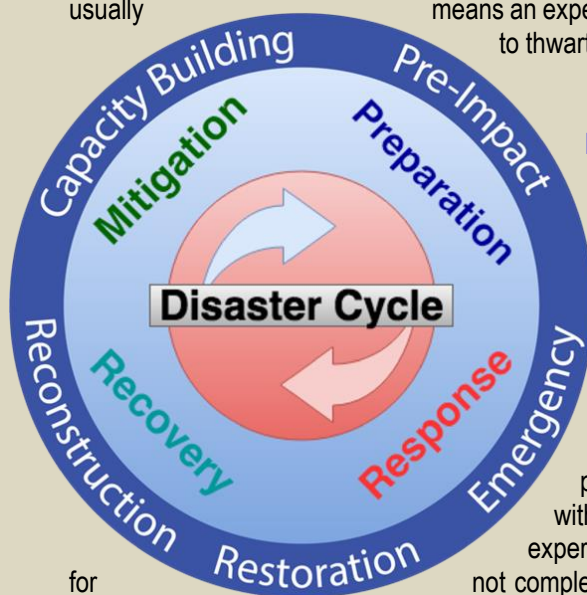 usually means an expe
to thwart
Capacity Building
Pre-Impact
Mitigation
Preparation
Disaster Cycle
Recovery
Response
Reconstruction
Restoration
Emergency
with
exper
for not comple